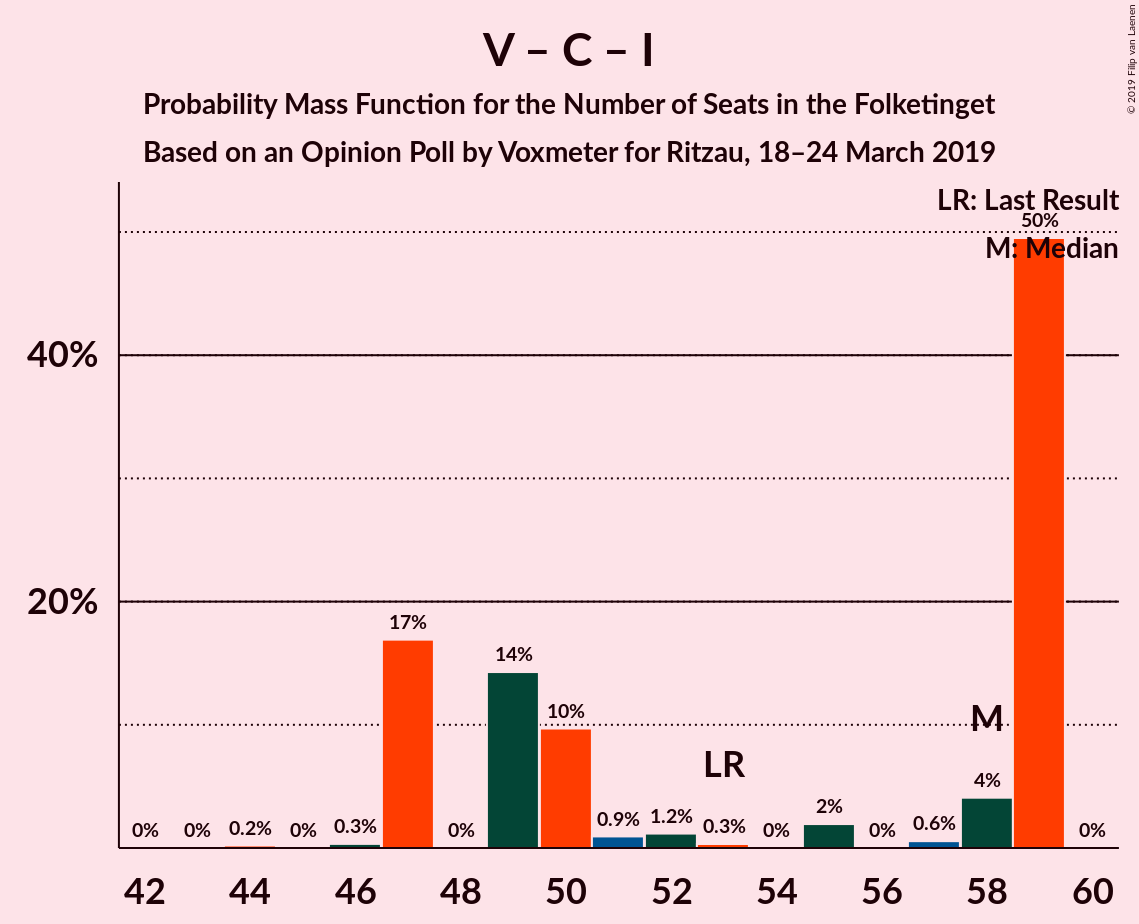 V – C – I
Probability Mass Function for the Number of Seats in the Folketinget
Based on an Opinion Poll by Voxmeter for Ritzau, 18–24 March 2019
© 2019 Filip van Laenen
LR: Last Result
M: Median
40%
20%
0%
0%
0.2%
0%
0.3%
17%
0%
14%
10%
0.9%
1.2%
0.3%
0%
2%
0%
0.6%
4%
50%
0%
LR
M
42 44 46 48 50 52 54 56 58 60